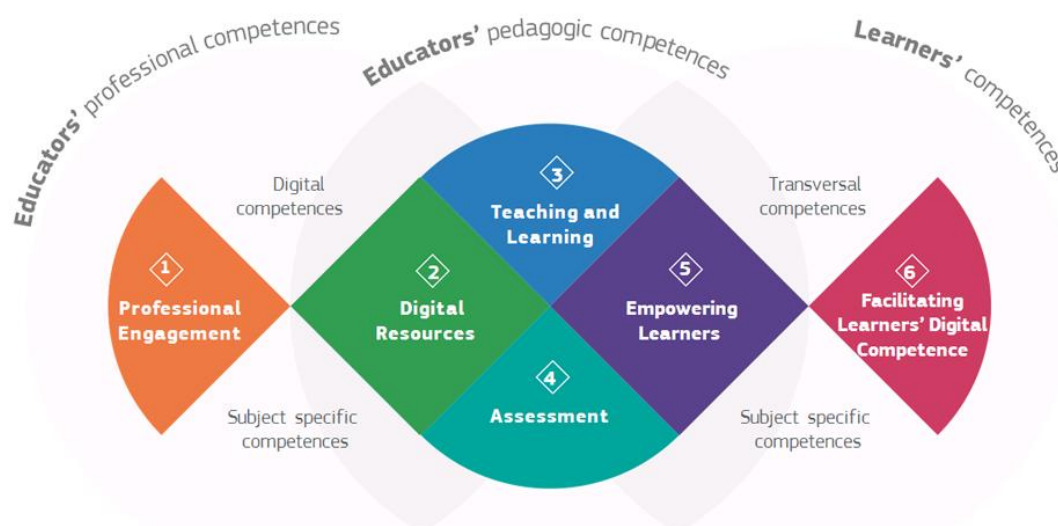 Educators' professional competences
Educators' pedagogic competences
Learners' competences
Digital
competences
Transversal
competences
1
Professional
Engagement
2
Digital
Resources
3
Teaching and
Learning
4
Assessment
5
Empowering
Learners
6
Facilitating
Learners' Digital
Competence
Subject specific
competences
Subject specific
competences